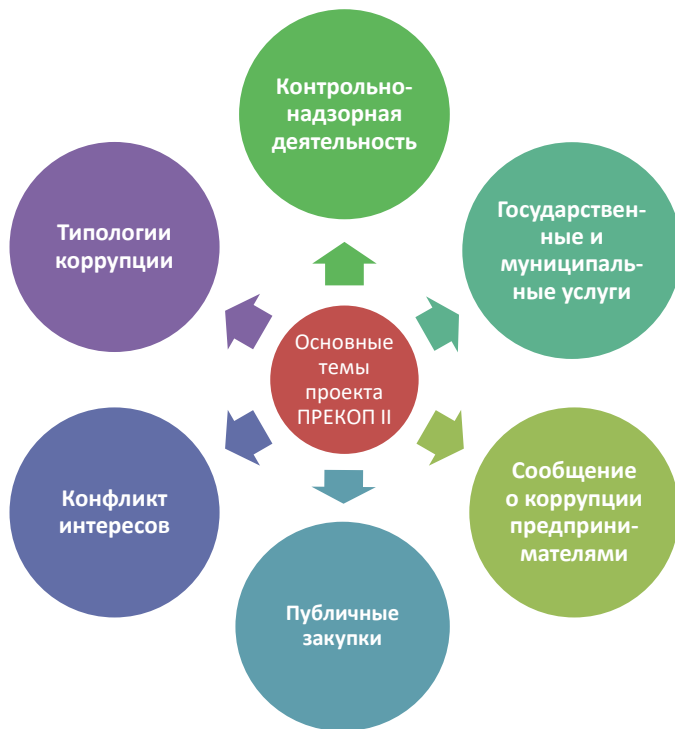 Контрольно-
надзорная
деятельность
Государствен-
ные и
муниципаль-
ные услуги
Типологии
коррупции
Основные
темы
проекта
ПРЕКОП II
Сообщение
о коррупции
предприни-
мателями
Конфликт
интересов
Публичные
закупки